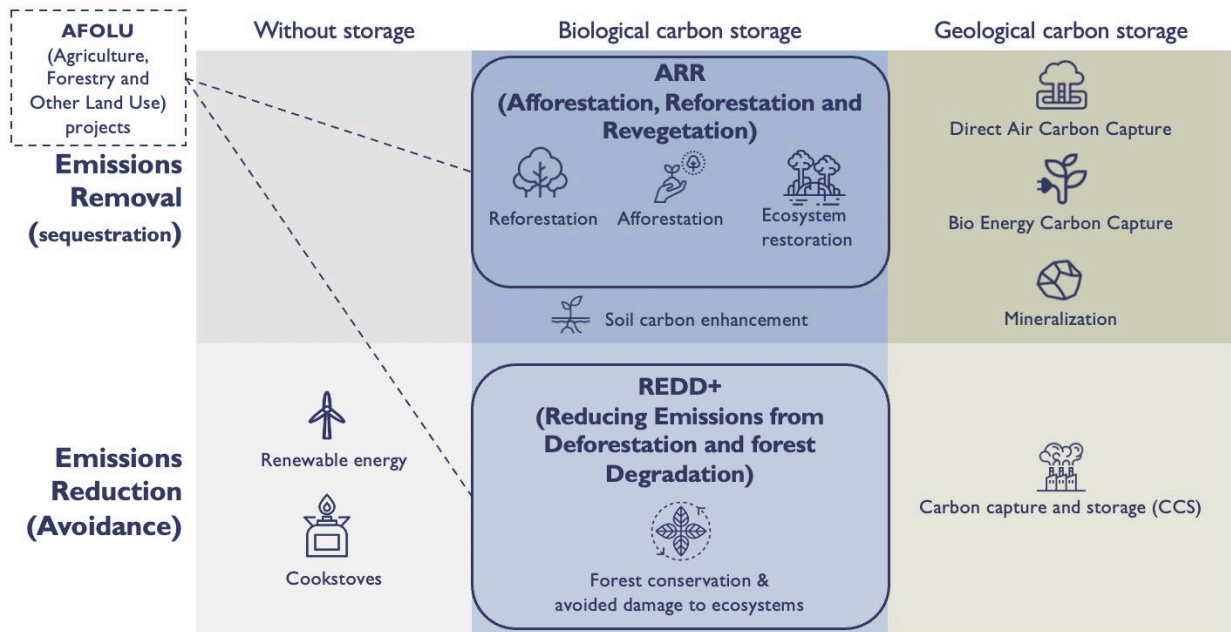 AFOLU
(Agriculture,
Forestry and
Other Land Use)
projects
Without storage
Biological carbon storage
Geological carbon storage
Emissions
Removal
(sequestration)
ARR
(Afforestation, Reforestation and
Revegetation)
Reforestation
Afforestation
Ecosystem
restoration
Soil carbon enhancement
Direct Air Carbon Capture
Bio Energy Carbon Capture
Mineralization
Emissions
Reduction
(Avoidance)
Renewable energy
Cookstoves
REDD+
(Reducing Emissions from
Deforestation and forest
Degradation)
Forest conservation &
avoided damage to ecosystems
Carbon capture and storage (CCS)